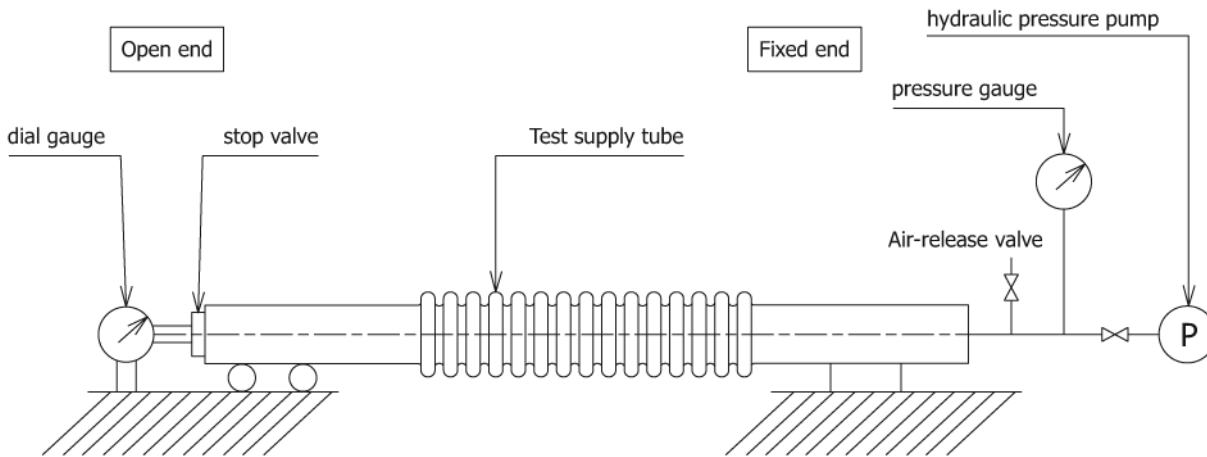 hydraulic pressure pump
Open end
Fixed end
pressure gauge
dial gauge
stop valve
Test supply tube
Air-release valve
P